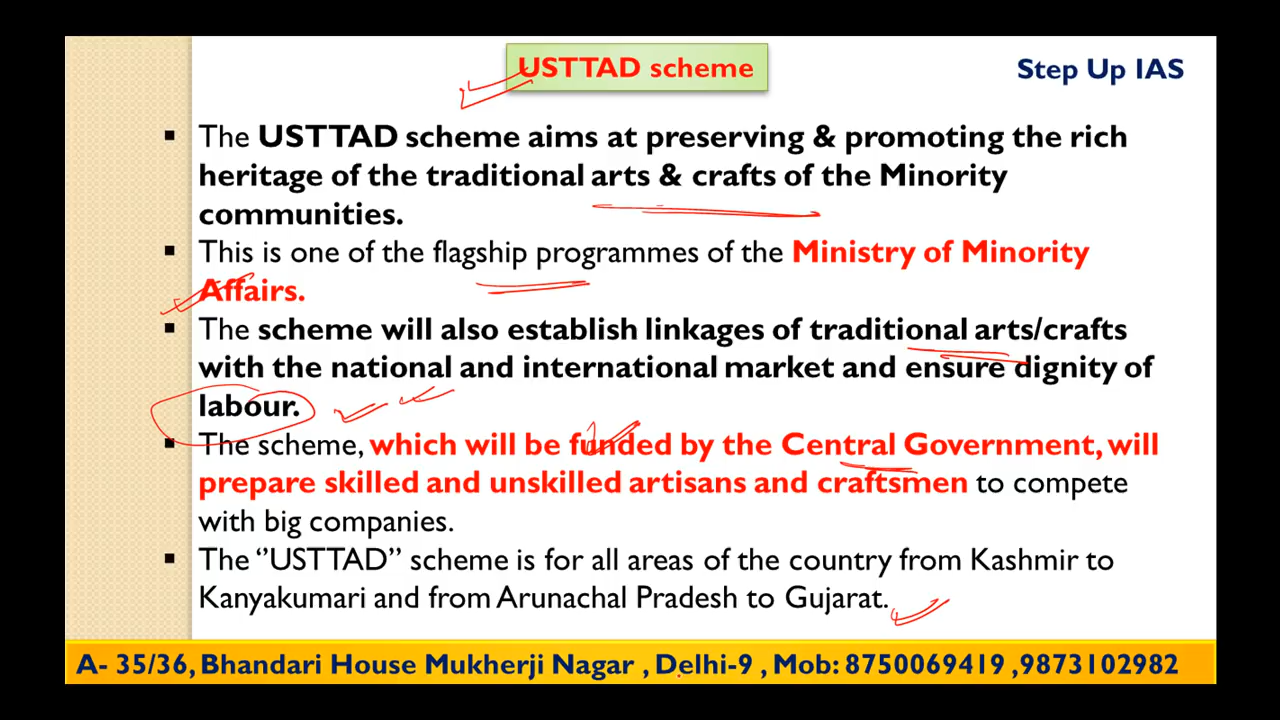 USTTAD scheme
Step Up IAS
▪ The USTTAD scheme aims at preserving & promoting the rich
heritage of the traditional arts & crafts of the Minority
communities.
▪ This is one of the flagship programmes of the Ministry of Minority
Affairs.
▪ The scheme will also establish linkages of traditional arts/crafts
with the national and international market and ensure dignity of
labour.
▪ The scheme, which will be funded by the Central Government, will
prepare skilled and unskilled artisans and craftsmen to compete
with big companies.
▪ The ‘’USTTAD’’ scheme is for all areas of the country from Kashmir to
Kanyakumari and from Arunachal Pradesh to Gujarat.
A- 35/36, Bhandari House Mukherji Nagar , Delhi-9 , Mob: 8750069419 ,9873102982